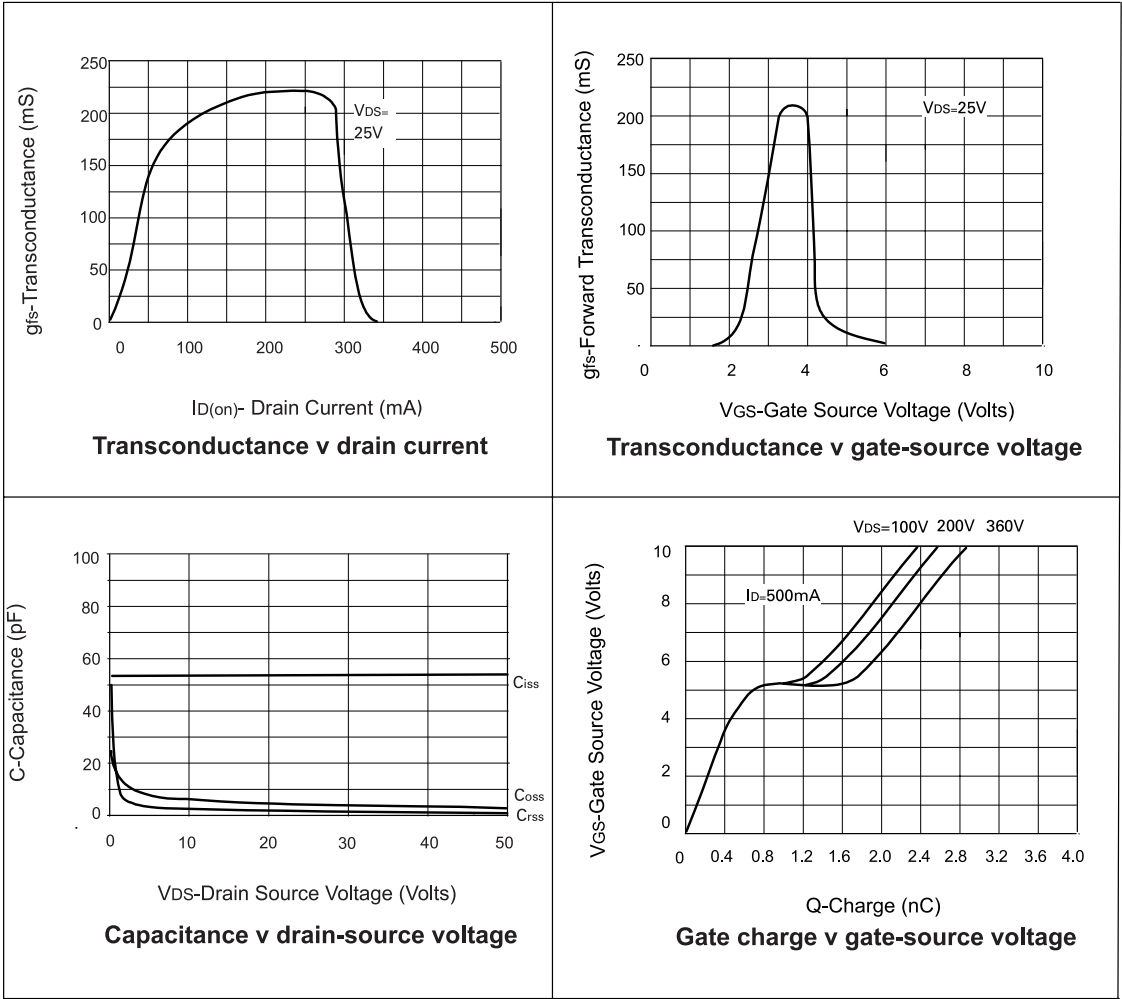 250
200
150
100
50
0
gfs-Transconductance (mS)
VDS=
25V
0 100 200 300 400 500
ID(on)- Drain Current (mA)
Transconductance v drain current
250
200
150
100
50
gfs-Forward Transconductance (mS)
VDS=25V
0 2 4 6 8 10
VGS-Gate Source Voltage (Volts)
Transconductance v gate-source voltage
100
80
60
40
20
0
C-Capacitance (pF)
Ciss
Coss
Crss
0 10 20 30 40 50
VDS-Drain Source Voltage (Volts)
Capacitance v drain-source voltage
VDS=100V 200V 360V
10
8
6
4
2
0
VGS-Gate Source Voltage (Volts)
ID=500mA
0 0.4 0.8 1.2 1.6 2.0 2.4 2.8 3.2 3.6 4.0
Q-Charge (nC)
Gate charge v gate-source voltage